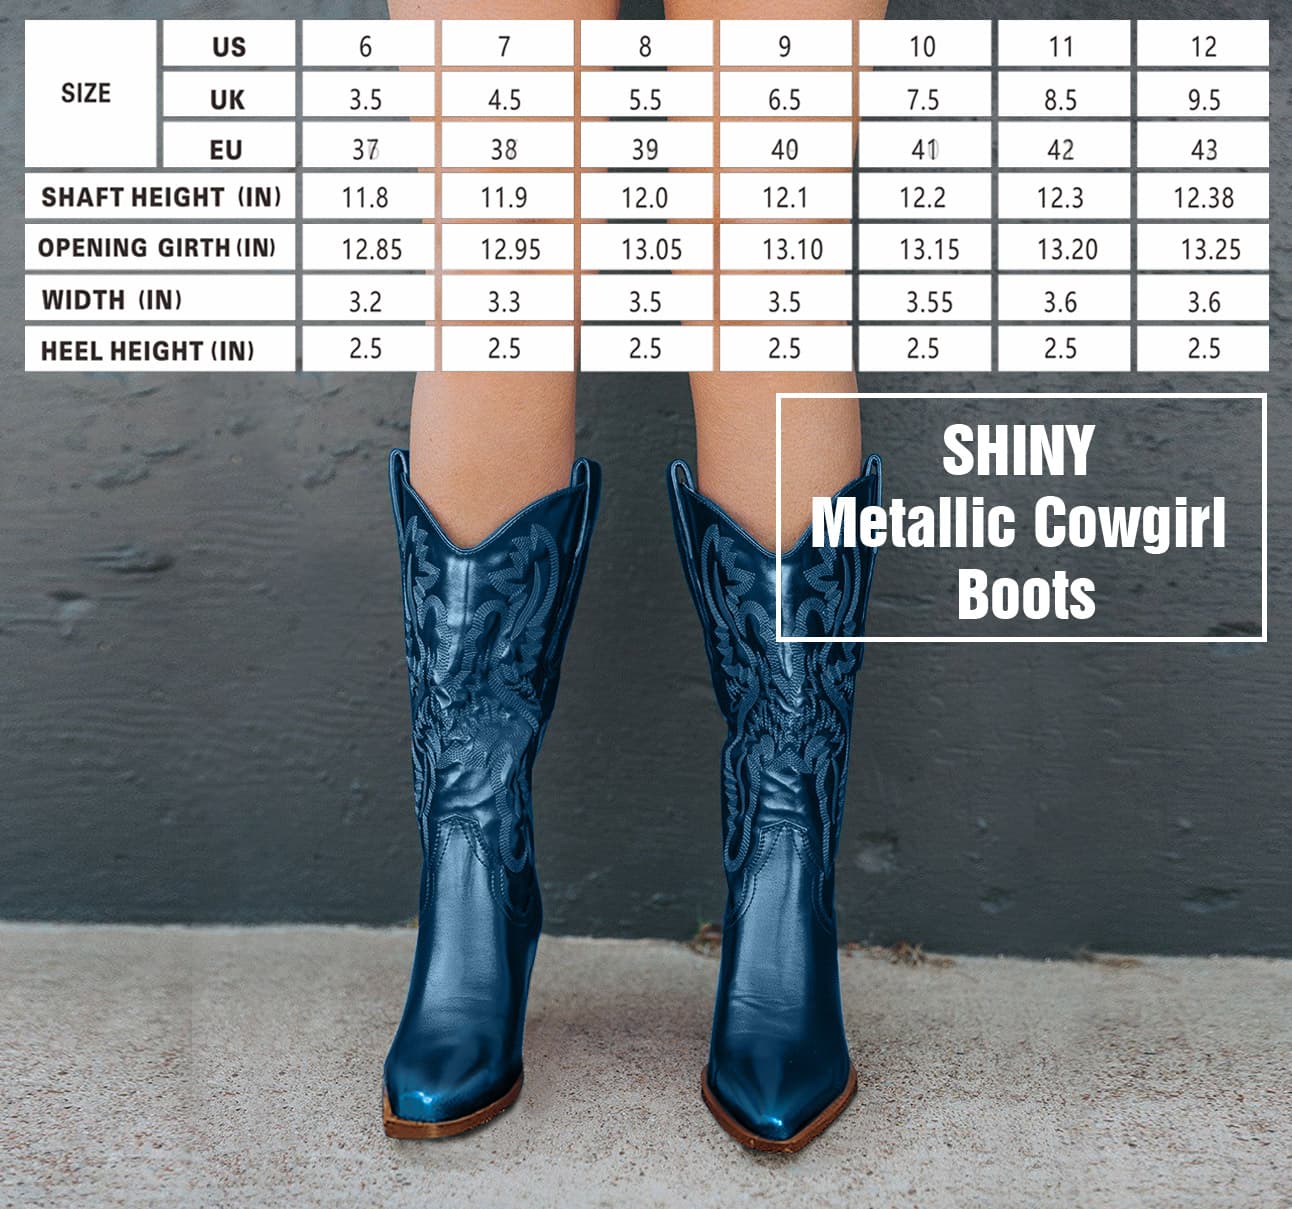 SIZE US 6 7 8 9 10 11 12
UK 3.5 4.5 5.5 6.5 7.5 8.5 9.5
EU 37 38 39 40 41 42 43
SHAFT HEIGHT (IN) 11.8 11.9 12.0 12.1 12.2 12.3 12.38
OPENING GIRTH (IN) 12.85 12.95 13.05 13.10 13.15 13.20 13.25
WIDTH (IN) 3.2 3.3 3.5 3.5 3.55 3.6 3.6
HEEL HEIGHT (IN) 2.5 2.5 2.5 2.5 2.5 2.5 2.5
SHINY
Metallic Cowgirl
Boots